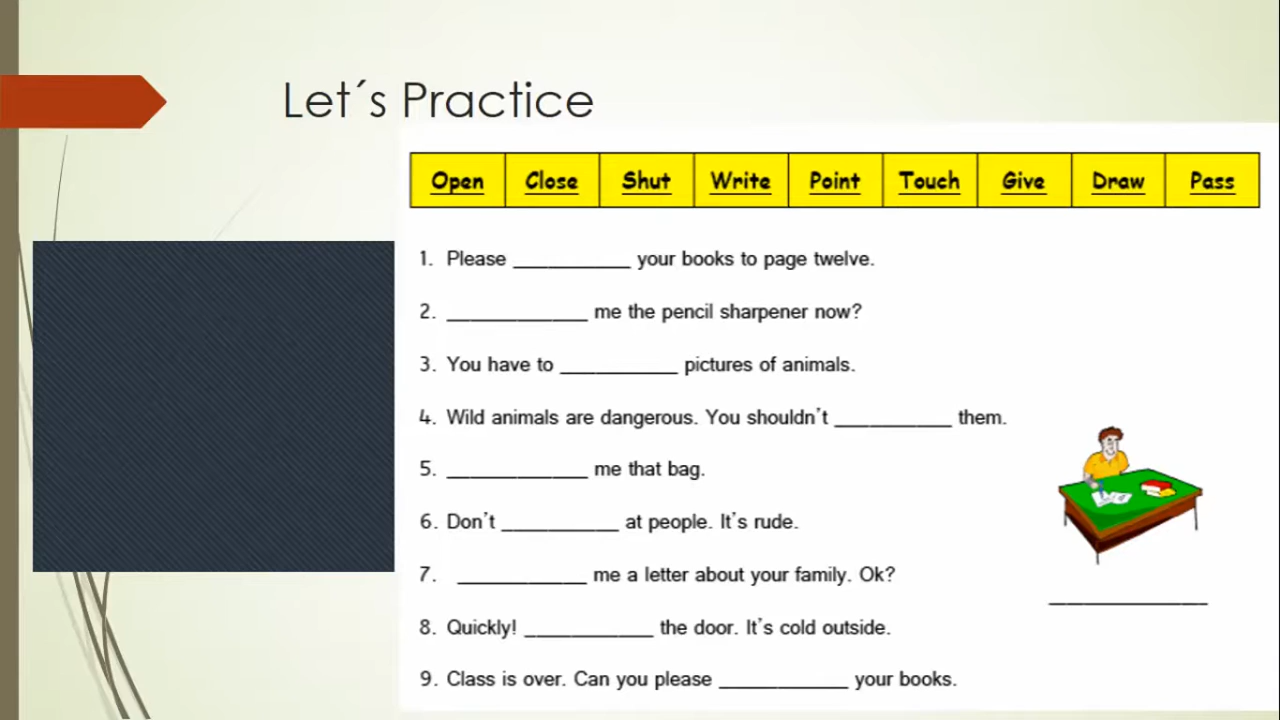 Let´s Practice
Open Close Shut Write Point Touch Give Draw Pass
1. Please __________ your books to page twelve.
2. ____________ me the pencil sharpener now?
3. You have to __________ pictures of animals.
4. Wild animals are dangerous. You shouldn't __________ them.
5. ____________ me that bag.
6. Don't __________ at people. It's rude.
7. ___________ me a letter about your family. Ok?
8. Quickly! ___________ the door. It's cold outside.
9. Class is over. Can you please ___________ your books.